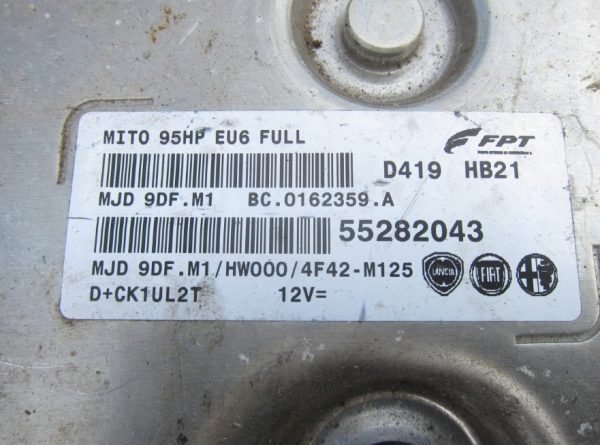 MITO 95HP EU6 FULL
FPT
D419 HB21
MJD 9DF.M1 BC.0162359.A
55282043
MJD 9DF.M1/HW000/4F42-M125
LANCIA FIAT
D+CK1UL2T 12V=